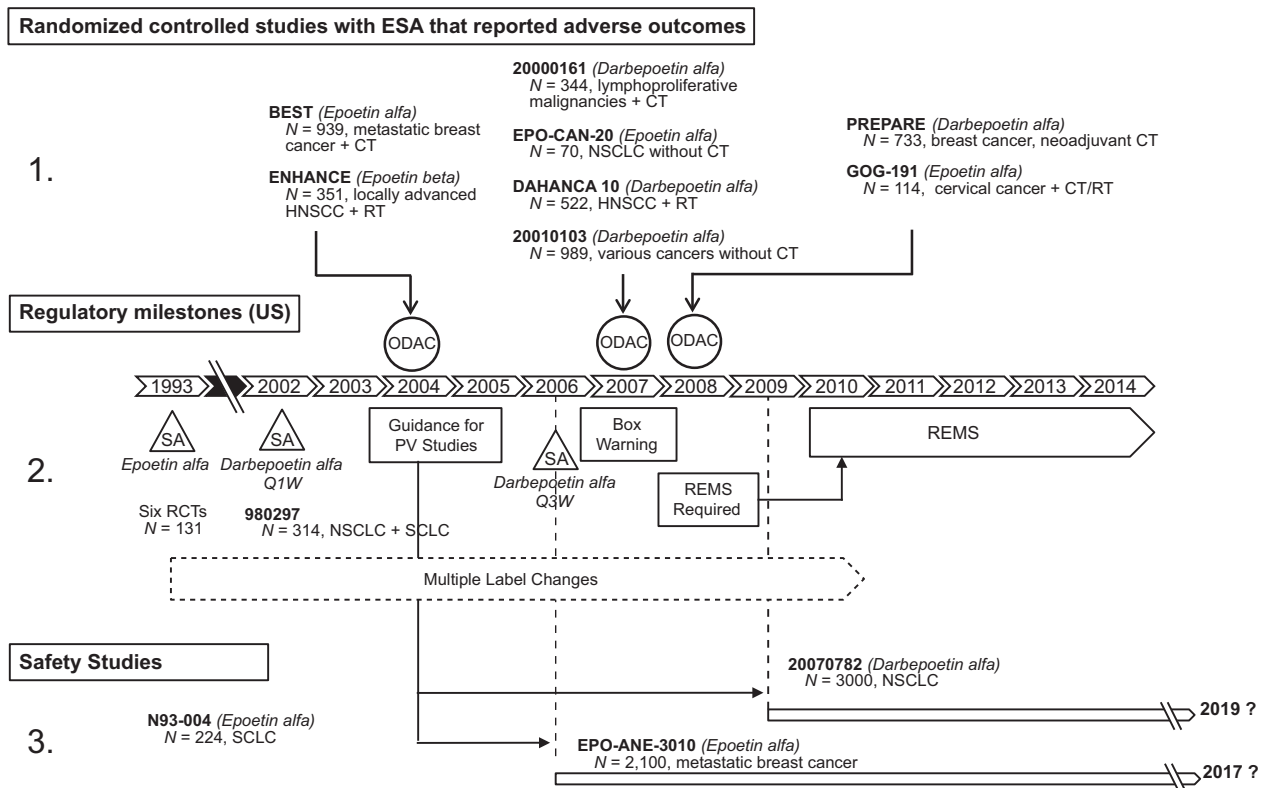 Randomized controlled studies with ESA that reported adverse outcomes
1.
BEST (Epoetin alfa)
N = 939, metastatic breast
cancer + CT
ENHANCE (Epoetin beta)
N = 351, locally advanced
HNSCC + RT
20000161 (Darbepoetin alfa)
N = 344, lymphoproliferative
malignancies + CT
EPO-CAN-20 (Epoetin alfa)
N = 70, NSCLC without CT
DAHANCA 10 (Darbepoetin alfa)
N = 522, HNSCC + RT
20010103 (Darbepoetin alfa)
N = 989, various cancers without CT
PREPARE (Darbepoetin alfa)
N = 733, breast cancer, neoadjuvant CT
GOG-191 (Epoetin alfa)
N = 114, cervical cancer + CT/RT
Regulatory milestones (US)
ODAC
ODAC
ODAC
1993 2002 2003 2004 2005 2006 2007 2008 2009 2010 2011 2012 2013 2014
2.
SA
Epoetin alfa
SA
Darbepoetin alfa
Q1W
Guidance for
PV Studies
SA
Darbepoetin alfa
Q3W
Box
Warning
REMS
Required
REMS
Six RCTs
N = 131
980297
N = 314, NSCLC + SCLC
Multiple Label Changes
Safety Studies
3.
N93-004 (Epoetin alfa)
N = 224, SCLC
20070782 (Darbepoetin alfa)
N = 3000, NSCLC
2019 ?
EPO-ANE-3010 (Epoetin alfa)
N = 2,100, metastatic breast cancer
2017 ?